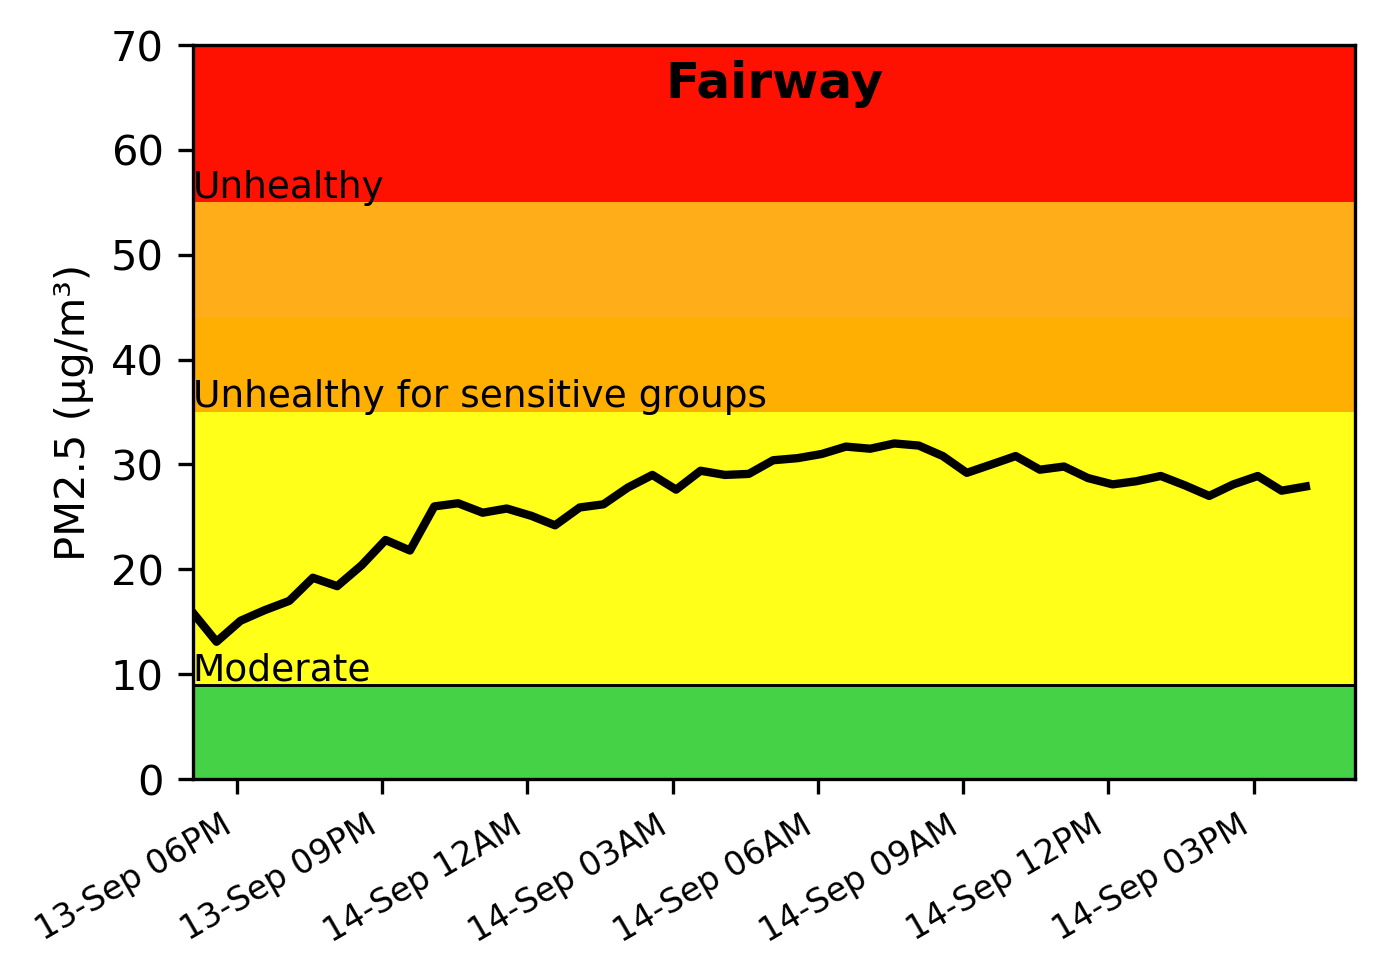 Fairway
70
60
50
40
30
20
10
0
PM2.5 (µg/m³)
Unhealthy
Unhealthy for sensitive groups
Moderate
13-Sep 06PM
13-Sep 09PM
14-Sep 12AM
14-Sep 03AM
14-Sep 06AM
14-Sep 09AM
14-Sep 12PM
14-Sep 03PM